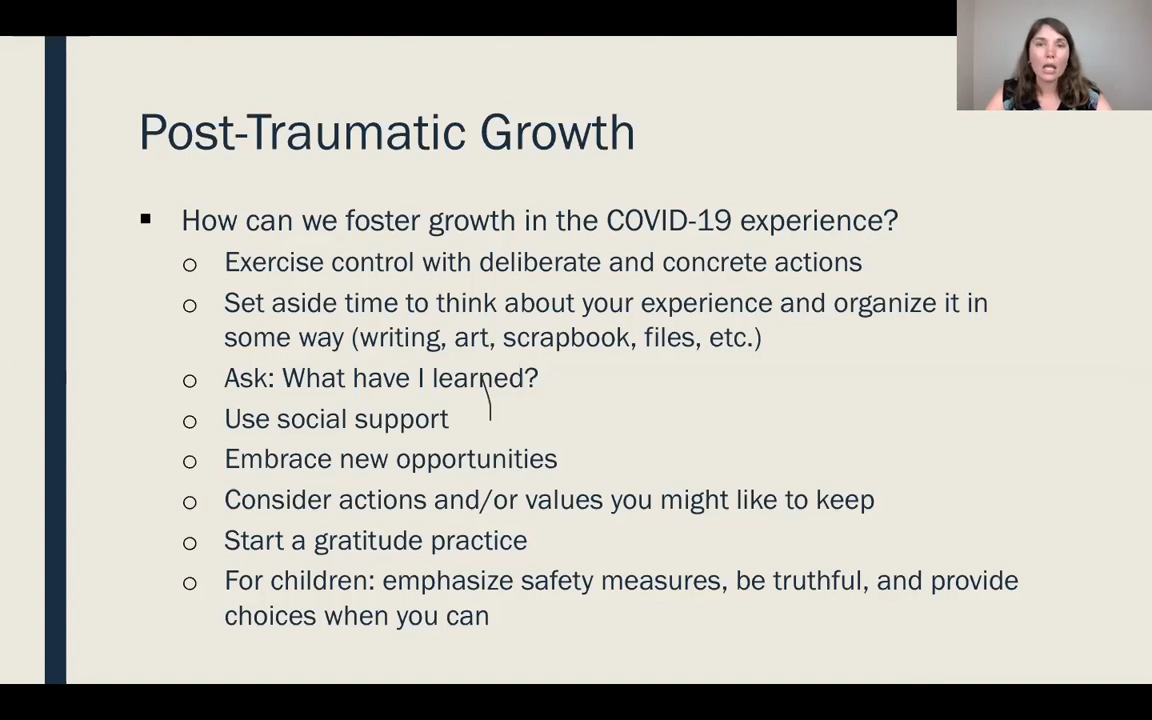 Post-Traumatic Growth
How can we foster growth in the COVID-19 experience?
Exercise control with deliberate and concrete actions
Set aside time to think about your experience and organize it in
some way (writing, art, scrapbook, files, etc.)
Ask: What have I learned?
Use social support
Embrace new opportunities
Consider actions and/or values you might like to keep
Start a gratitude practice
For children: emphasize safety measures, be truthful, and provide
choices when you can